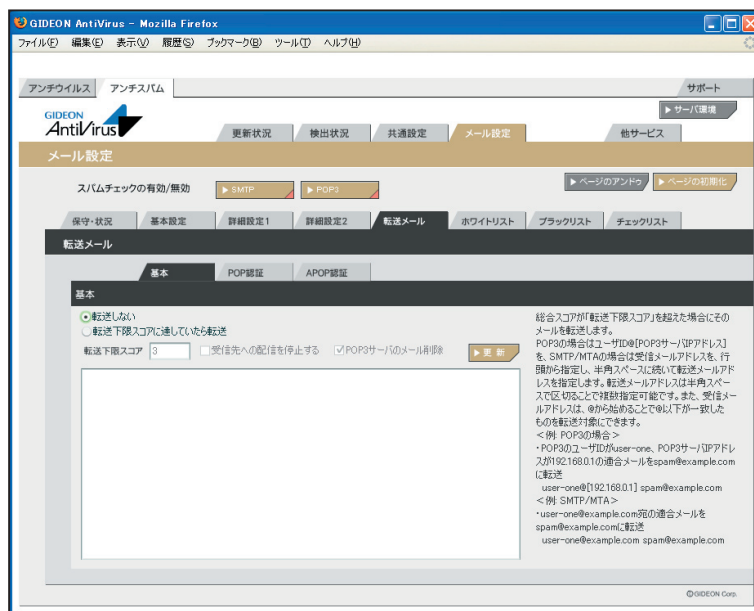 GIDEON AntiVirus - Mozilla Firefox
ファイル(F) 編集(E) 表示(V) 履歴(S) ブックマーク(B) ツール(T) ヘルプ(H)
アンチウイルス アンチスパム サポート
GIDEON
AntiVirus
サーバ環境
更新状況 検出状況 共通設定 メール設定 他サービス
メール設定
スパムチェックの有効/無効 SMTP POP3 ページのアンドゥ ページの初期化
保守・状況 基本設定 詳細設定1 詳細設定2 転送メール ホワイトリスト ブラックリスト チェックリスト
転送メール
基本 POP認証 APOP認証
基本
転送しない
転送下限スコアに達していたら転送
転送下限スコア 3 受信先への配信を停止する POP3サーバのメール削除 更新
総合スコアが「転送下限スコア」を超えた場合にその
メールを転送します。
POP3の場合はユーザID@[POP3サーバIPアドレス]
を、SMTP/MTAの場合は受信メールアドレスを、行
頭から指定し、半角スペースに続いて転送メールアド
レスを指定します。転送メールアドレスは半角スペー
スで区切ることで複数指定可能です。また、受信メー
ルアドレスは、@から始めることで@以下が一致した
ものを転送対象にできます。
<例: POP3の場合>
・POP3のユーザIDがuser-one、POP3サーバIPアドレ
スが192.168.0.1の適合メールをspam@example.com
に転送
user-one@[192.168.0.1] spam@example.com
<例: SMTP/MTA>
・user-one@example.com宛の適合メールを
spam@example.comに転送
user-one@example.com spam@example.com
©GIDEON Corp.